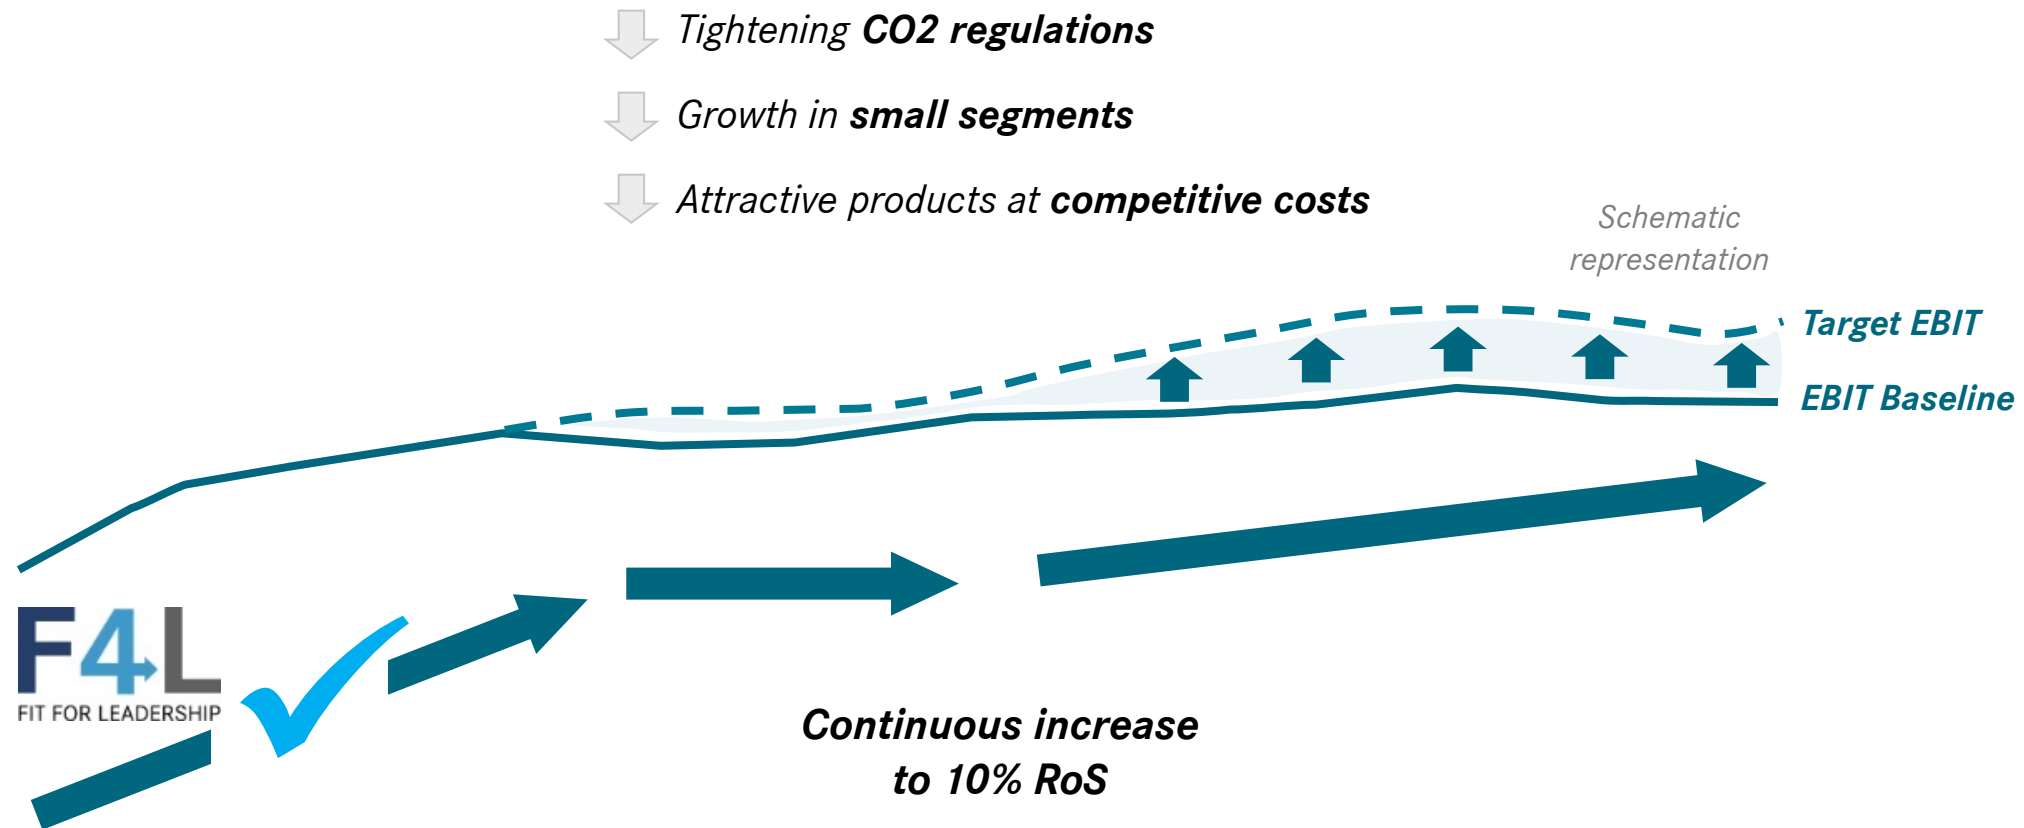 Tightening CO2 regulations
Growth in small segments
Attractive products at competitive costs
Schematic
representation
Target EBIT
EBIT Baseline
F4L
FIT FOR LEADERSHIP
Continuous increase
to 10% RoS